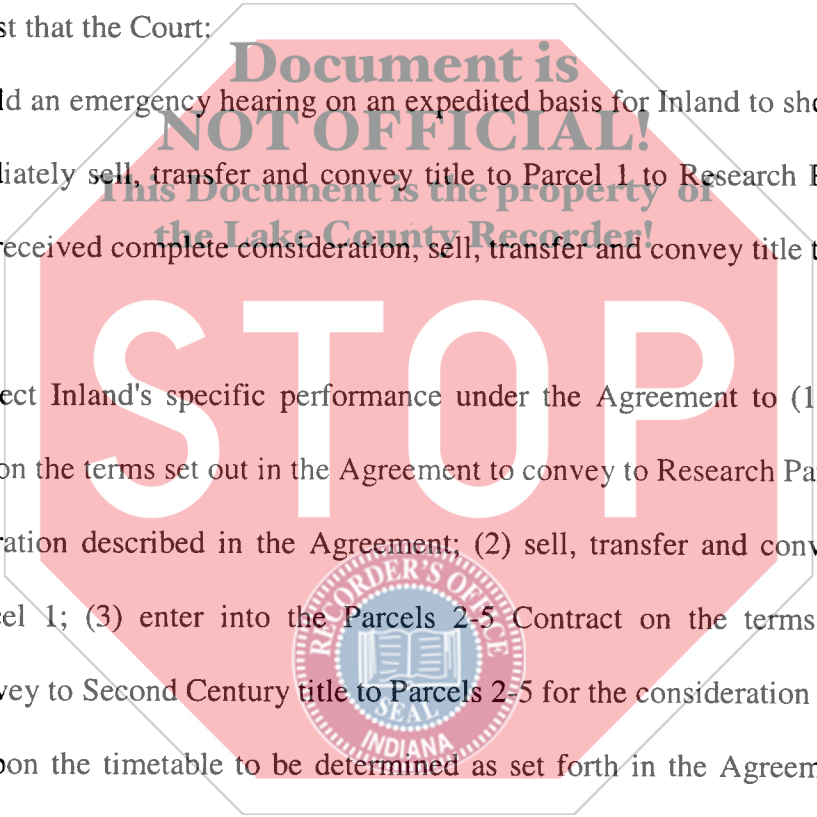 st that the Court:
Document is
ld an emergency hearing on an expedited basis for Inland to sho
NOT OFFICIAL!
liately sell, transfer and convey title to Parcel 1 to Research P
This Document is the property of
the Lake County Recorder!
received complete consideration, sell, transfer and convey title t
STOP
ect Inland's specific performance under the Agreement to (1
on the terms set out in the Agreement to convey to Research Pa
ration described in the Agreement; (2) sell, transfer and conv
RECORDER'S OFFICE
cel 1; (3) enter into the Parcels 2-5 Contract on the terms
vey to Second Century title to Parcels 2-5 for the consideration
SEAL
INDIANA
pon the timetable to be determined as set forth in the Agreem